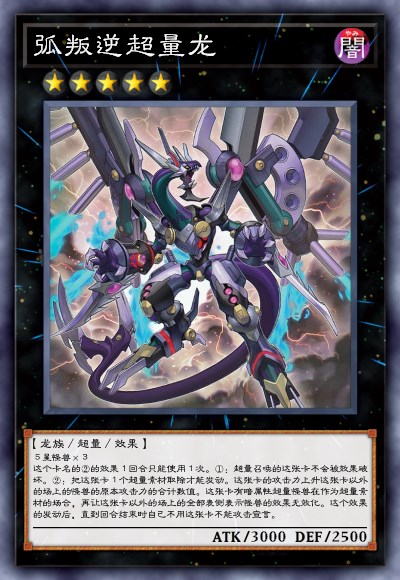 弧叛逆超量龙
やみ
闇
【龙族/超量/效果】
5星怪兽×3
这个卡名的②的效果1回合只能使用1次。①：超量召唤的这张卡不会被效果破
坏。②：把这张卡1个超量素材取除才能发动。这张卡的攻击力上升这张卡以外
的场上的怪兽的原本攻击力的合计数值。这张卡有暗属性超量怪兽在作为超量素
材的场合，再让这张卡以外的场上的全部表侧表示怪兽的效果无效化。这个效果
的发动后，直到回合结束时自己不用这张卡不能攻击宣言。
ATK/3000 DEF/2500